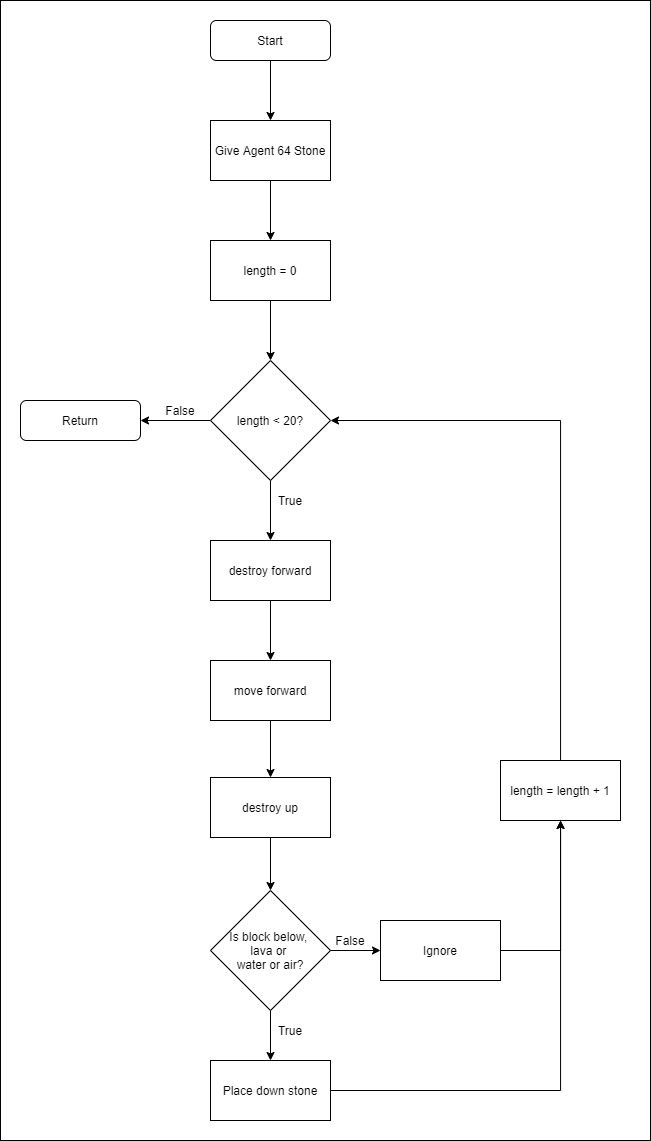 Start
Give Agent 64 Stone
length = 0
length < 20?
False
Return
True
destroy forward
move forward
destroy up
length = length + 1
Is block below,
lava or
water or air?
False
Ignore
True
Place down stone